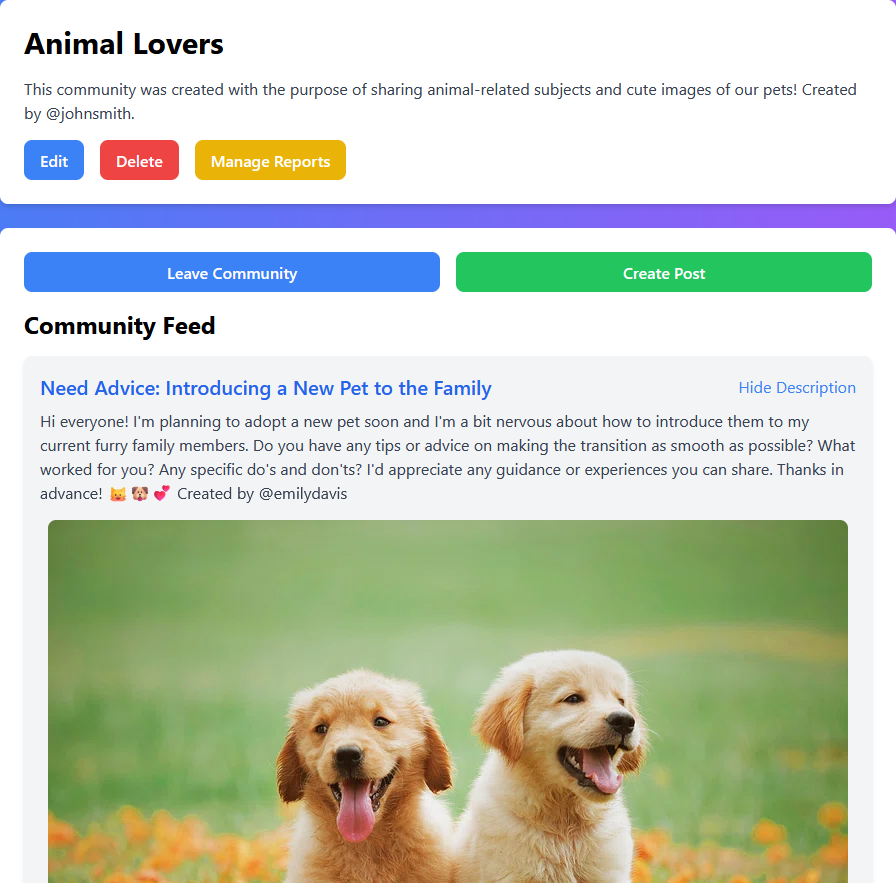 Animal Lovers
This community was created with the purpose of sharing animal-related subjects and cute images of our pets! Created
by @johnsmith.
Edit
Delete
Manage Reports
Leave Community
Create Post
Community Feed
Need Advice: Introducing a New Pet to the Family
Hide Description
Hi everyone! I'm planning to adopt a new pet soon and I'm a bit nervous about how to introduce them to my
current furry family members. Do you have any tips or advice on making the transition as smooth as possible? What
worked for you? Any specific do's and don'ts? I'd appreciate any guidance or experiences you can share. Thanks in
advance! 🐱 🐶 💕 Created by @emilydavis